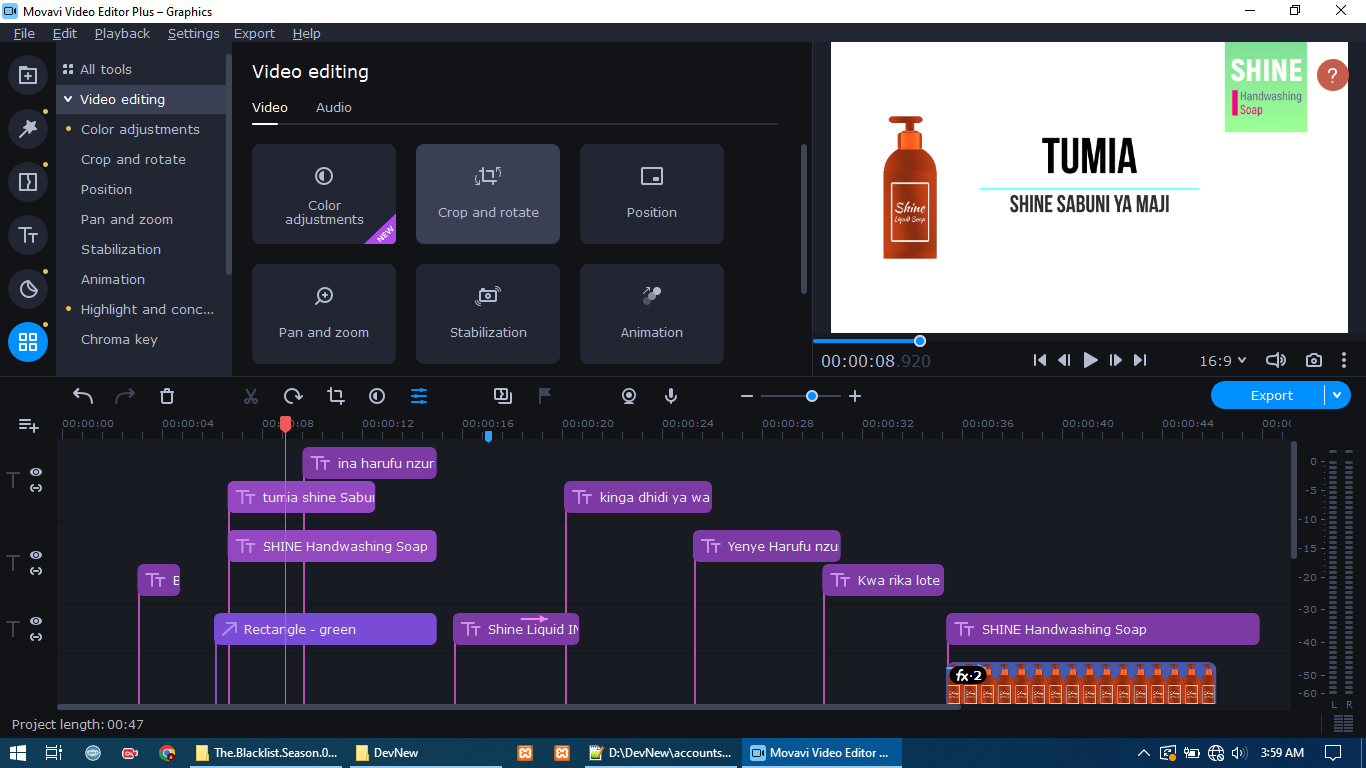 Movavi Video Editor Plus – Graphics
File Edit Playback Settings Export Help
All tools
Video editing
Color adjustments
Crop and rotate
Position
Pan and zoom
Stabilization
Animation
Highlight and conc...
Chroma key
Video editing
Video Audio
Color
adjustments
NEW
Crop and rotate
Position
Pan and zoom
Stabilization
Animation
SHINE
Handwashing
Soap
?
TUMIA
SHINE SABUNI YA MAJI
Shine
Liquid Soap
00:00:08.920
16:9
Export
00:00:00 00:00:04 00:00:08 00:00:12 00:00:16 00:00:20 00:00:24 00:00:28 00:00:32 00:00:36 00:00:40 00:00:44
ina harufu nzur
tumia shine Sabu
kinga dhidi ya wa
SHINE Handwashing Soap
Yenye Harufu nzu
Kwa rika lote
Rectangle - green
Shine Liquid
SHINE Handwashing Soap
fx·2
0
-5
-10
-15
-20
-30
-40
-50
-60
L R
Project length: 00:47
The.Blacklist.Season.0...
DevNew
D:\DevNew\accounts...
Movavi Video Editor ...
3:59 AM